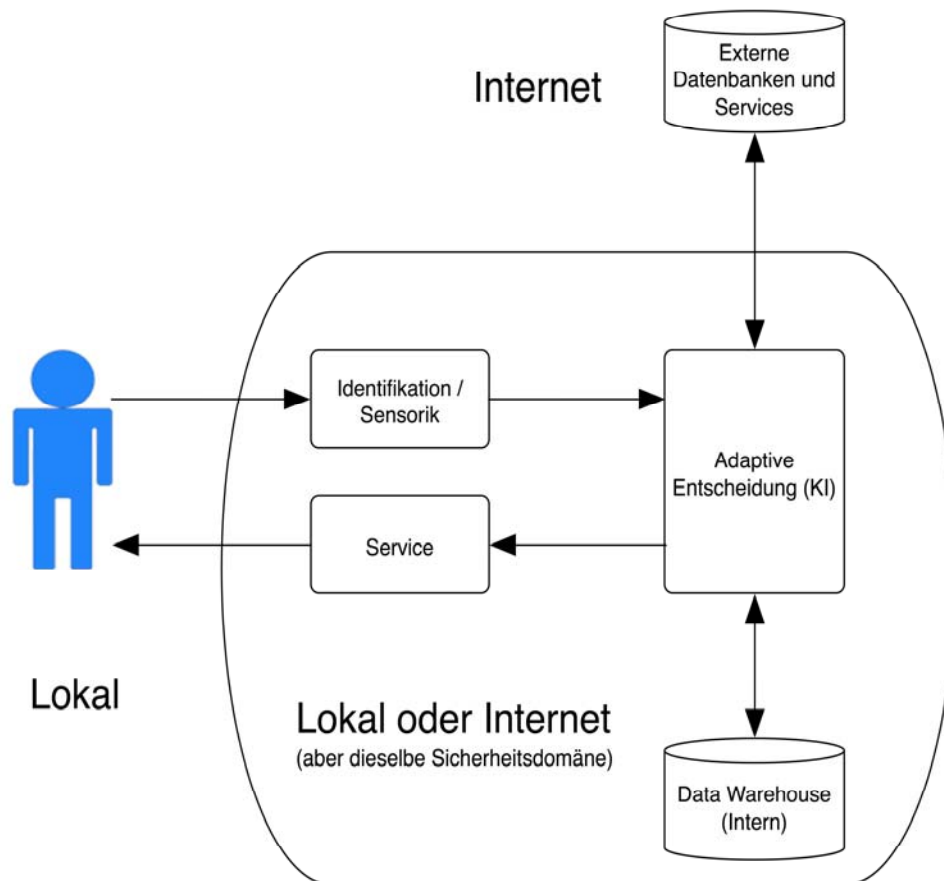 Externe
Datenbanken und
Services
Internet
Identifikation /
Sensorik
Adaptive
Entscheidung (KI)
Service
Lokal
Lokal oder Internet
(aber dieselbe Sicherheitsdomäne)
Data Warehouse
(Intern)